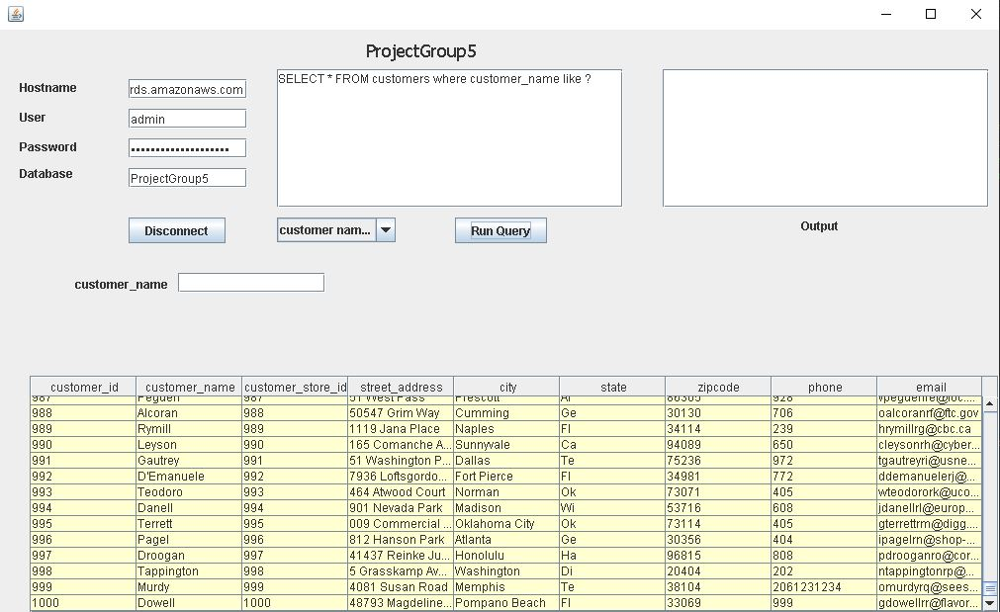 ProjectGroup5
Hostname rds.amazonaws.com
User admin
Password ••••••••••••••••••••
Database ProjectGroup5
SELECT * FROM customers where customer_name like ?
Disconnect customer nam... Run Query Output
customer_name
customer_id customer_name customer_store_id street_address city state zipcode phone email
987 Peguen 987 51 West Pass Prescott Ar 86305 928
988 Alcoran 988 50547 Grim Way Cumming Ge 30130 706 oalcoranrf@ftc.gov
989 Rymill 989 1119 Jana Place Naples Fl 34114 239 hrymillrg@cbc.ca
990 Leyson 990 165 Comanche A... Sunnyvale Ca 94089 650 cleysonrh@cyber...
991 Gautrey 991 51 Washington P... Dallas Te 75236 972 tgautreyri@usne...
992 D'Emanuele 992 7936 Loftsgordo... Fort Pierce Fl 34981 772 ddemanuelerj@...
993 Teodoro 993 464 Atwood Court Norman Ok 73071 405 wteodorork@uco...
994 Danell 994 901 Nevada Park Madison Wi 53716 608 jdanellrl@europ...
995 Terrett 995 009 Commercial ... Oklahoma City Ok 73114 405 gterrettrm@digg....
996 Pagel 996 812 Hanson Park Atlanta Ge 30356 404 ipagelrn@shop-...
997 Droogan 997 41437 Reinke Ju... Honolulu Ha 96815 808 pdrooganro@cor...
998 Tappington 998 5 Grasskamp Av... Washington Di 20404 202 ntappingtonrp@...
999 Murdy 999 4081 Susan Road Memphis Te 38104 2061231234 omurdyrq@sees...
1000 Dowell 1000 48793 Magdeline... Pompano Beach Fl 33069 999 gdowellrr@flavor...